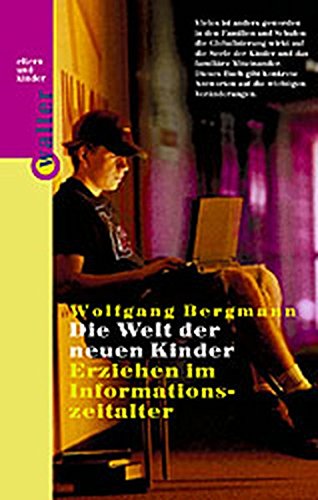 eltern und
kinder
walter
Vieles ist anders geworden
in den Familien und Schulen
die Globalisierung wirkt auf
die Seele der Kinder und das
familiäre Miteinander.
Dieses Buch gibt konkrete
Antworten auf die wichtigen
Veränderungen.
Wolfgang Bergmann
Die Welt der
neuen Kinder
Erziehen im
Informations-
zeitalter